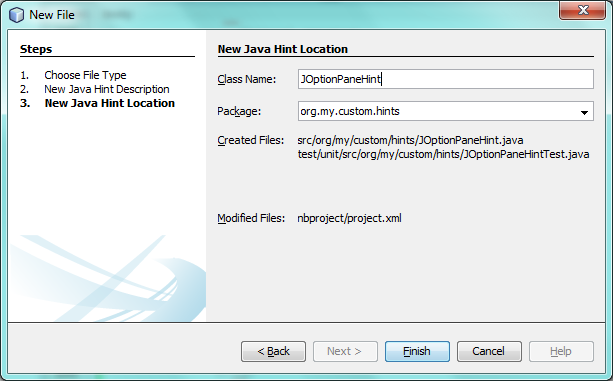 New File
Steps
1. Choose File Type
2. New Java Hint Description
3. New Java Hint Location
New Java Hint Location
Class Name: JOptionPaneHint
Package: org.my.custom.hints
Created Files: src/org/my/custom/hints/JOptionPaneHint.java
test/unit/src/org/my/custom/hints/JOptionPaneHintTest.java
Modified Files: nbproject/project.xml
< Back Next > Finish Cancel Help